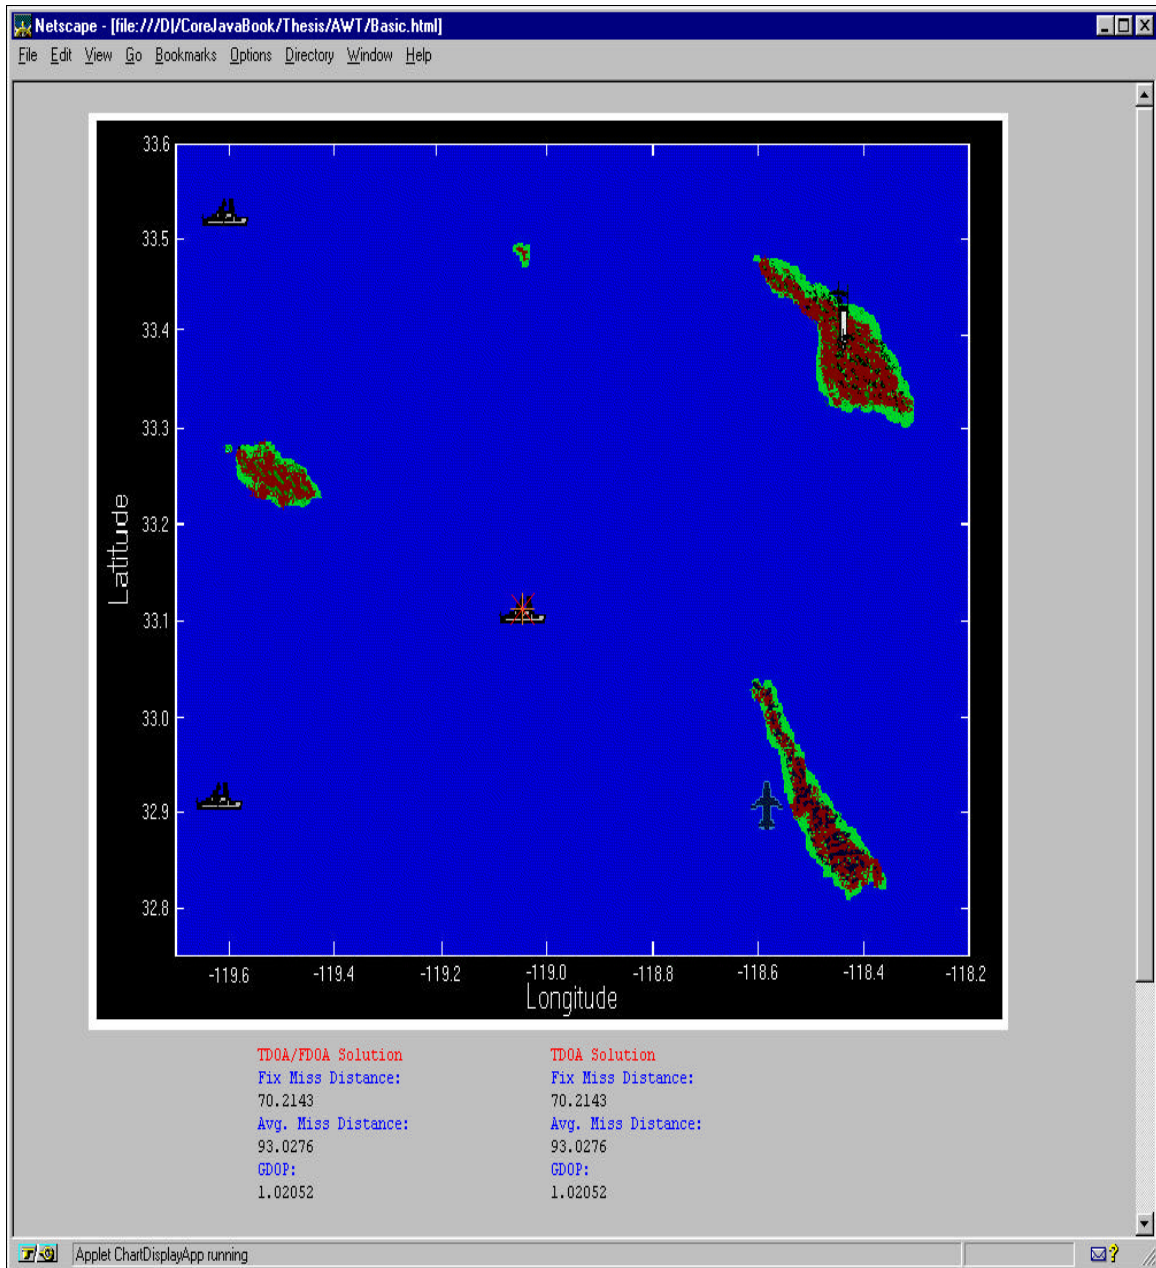 Netscape - [file:///D|/CoreJavaBook/Thesis/AWT/Basic.html]
File Edit View Go Bookmarks Options Directory Window Help
33.6
33.5
33.4
33.3
33.2
33.1
33.0
32.9
32.8
Latitude
-119.6 -119.4 -119.2 -119.0 -118.8 -118.6 -118.4 -118.2
Longitude
TDOA/FDOA Solution
Fix Miss Distance:
70.2143
Avg. Miss Distance:
93.0276
GDOP:
1.02052
TDOA Solution
Fix Miss Distance:
70.2143
Avg. Miss Distance:
93.0276
GDOP:
1.02052
Applet ChartDisplayApp running